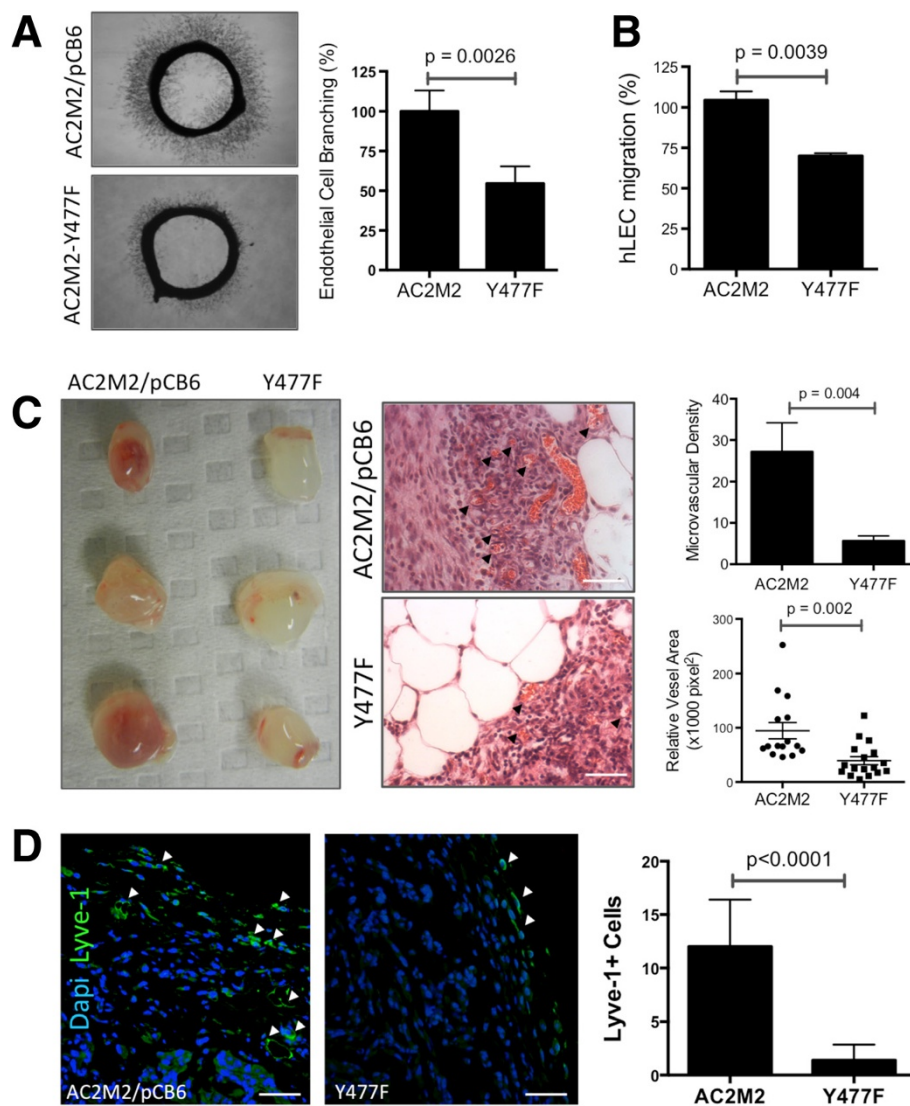 A
AC2M2/pCB6
AC2M2-Y477F
Endothelial Cell Branching (%)
p = 0.0026
125
100
75
50
25
0
AC2M2
Y477F
B
hLEC migration (%)
p = 0.0039
125
100
75
50
25
0
AC2M2
Y477F
C
AC2M2/pCB6
Y477F
AC2M2/pCB6
Y477F
Microvascular Density
p = 0.004
40
30
20
10
0
AC2M2
Y477F
Relative Vesel Area
(x1000 pixel²)
p = 0.002
300
200
100
0
AC2M2
Y477F
D
Dapi Lyve-1
AC2M2/pCB6
Y477F
Lyve-1+ Cells
p<0.0001
20
15
10
5
0
AC2M2
Y477F